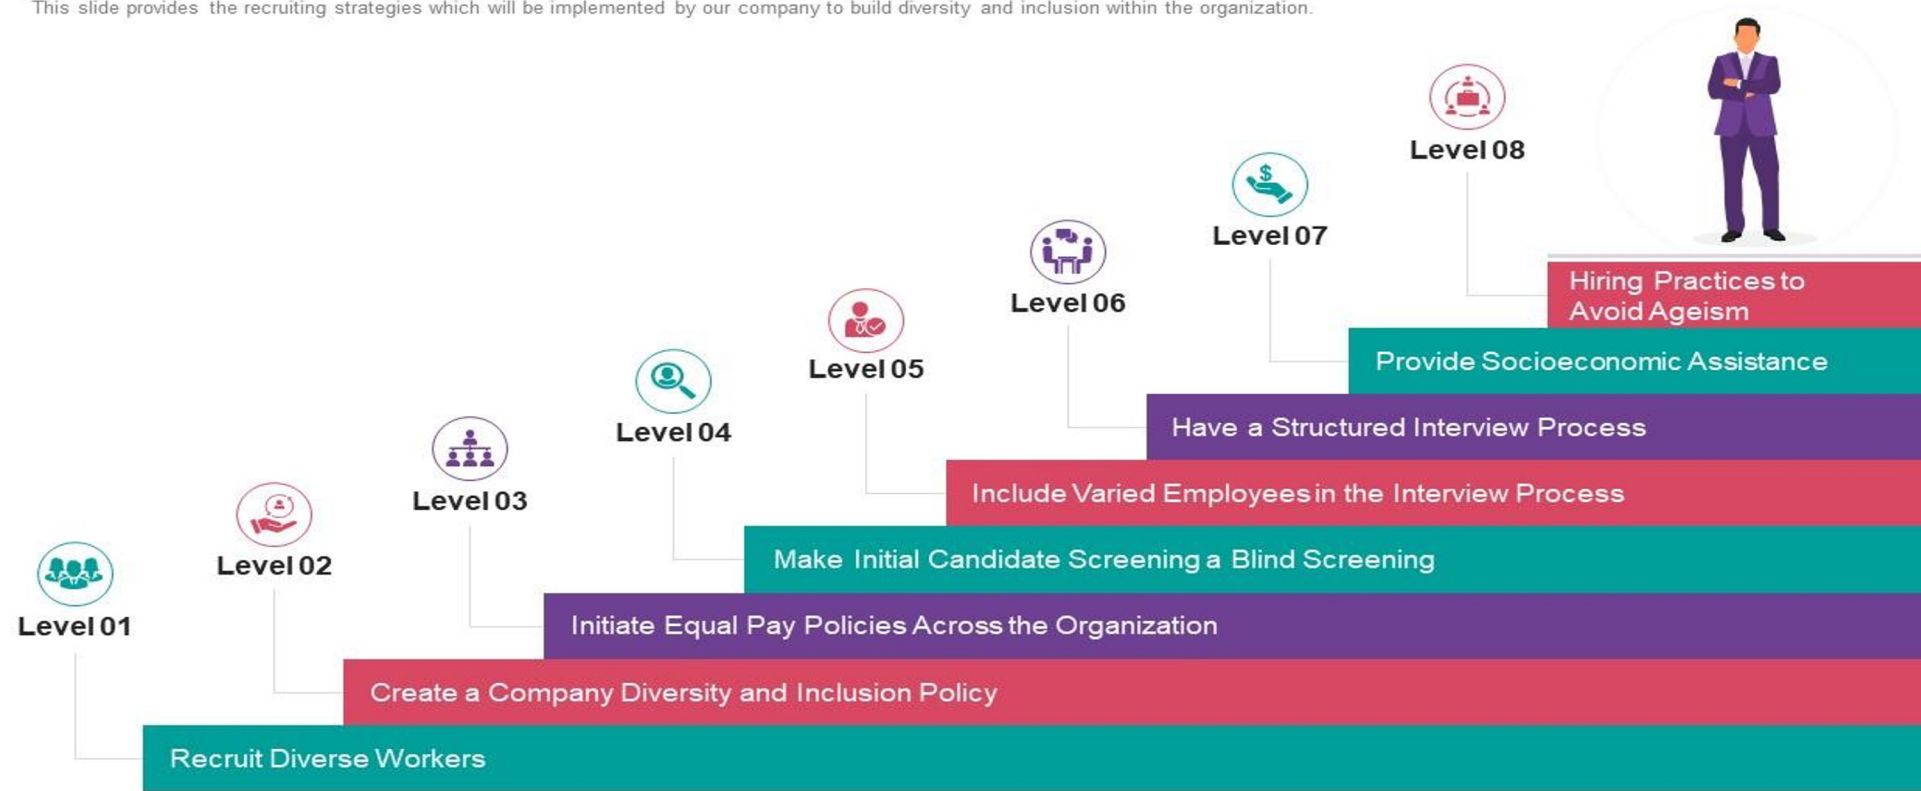 This slide provides the recruiting strategies which will be implemented by our company to build diversity and inclusion within the organization.
Level 08
Level 07
Hiring Practices to
Avoid Ageism
Level 06
Provide Socioeconomic Assistance
Level 05
Have a Structured Interview Process
Level 04
Include Varied Employees in the Interview Process
Level 03
Make Initial Candidate Screening a Blind Screening
Level 02
Initiate Equal Pay Policies Across the Organization
Level 01
Create a Company Diversity and Inclusion Policy
Recruit Diverse Workers
$